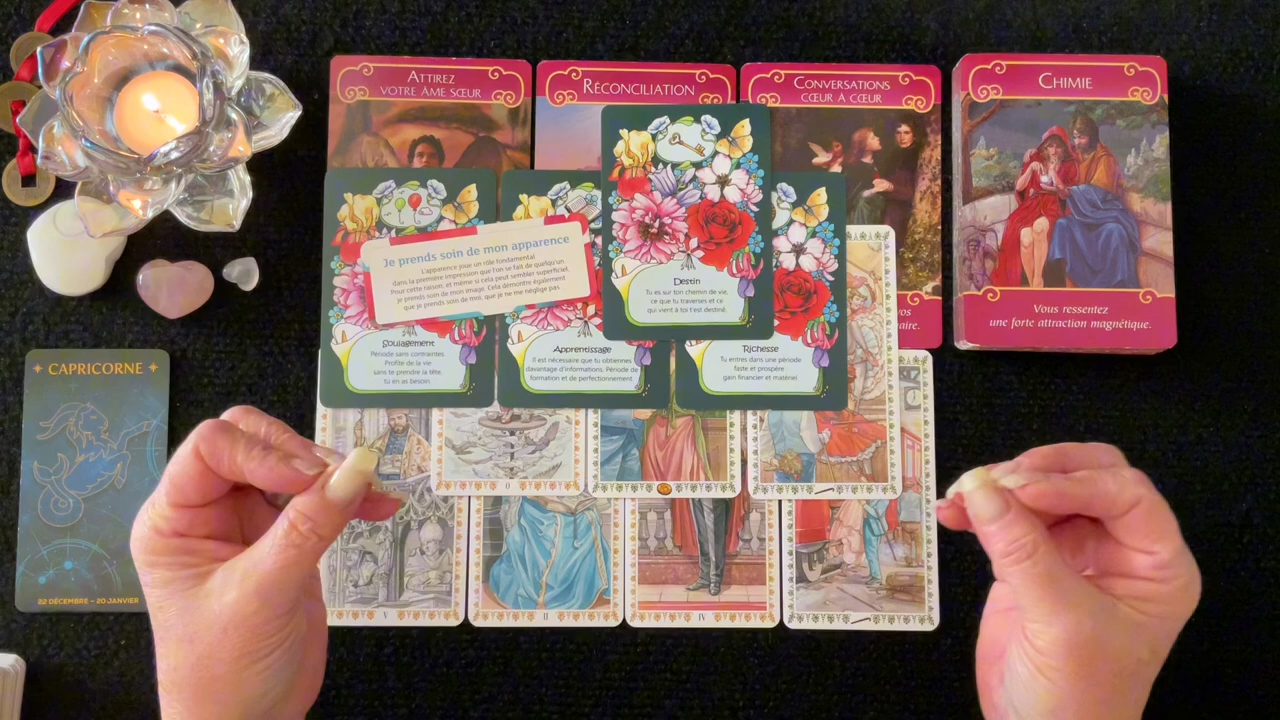 ATTIREZ
VOTRE ÂME SŒUR
RÉCONCILIATION
CONVERSATIONS
CŒUR À CŒUR
CHIMIE
Vous ressentez
une forte attraction magnétique.
vos
aire.
Je prends soin de mon apparence
L'apparence joue un rôle fondamental
dans la première impression que l'on se fait de quelqu'un.
Pour cette raison, et même si cela peut sembler superficiel,
je prends soin de mon image. Cela démontre également
que je prends soin de moi, que je ne me néglige pas.
Destin
Tu es sur ton chemin de vie,
ce que tu traverses et ce
qui vient à toi t'est destiné.
Soulagement
Période sans contraintes.
Profite de la vie
sans te prendre la tête,
tu en as besoin.
Apprentissage
Il est nécessaire que tu obtiennes
davantage d'informations. Période de
formation et de perfectionnement.
Richesse
Tu entres dans une période
faste et prospère :
gain financier et matériel.
CAPRICORNE
22 DÉCEMBRE – 20 JANVIER
0
V
II
IV